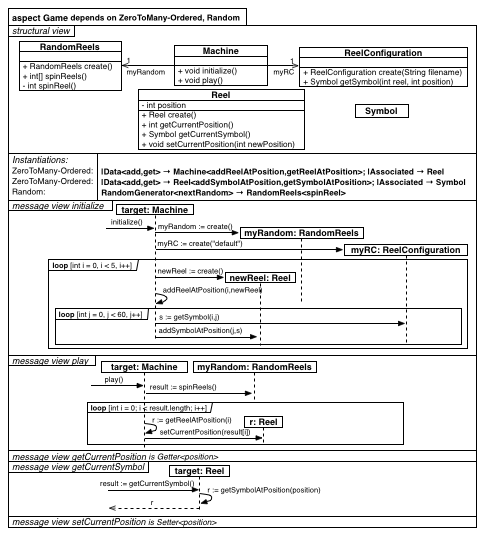 aspect Game depends on ZeroToMany-Ordered, Random
structural view
RandomReels
+ RandomReels create()
+ int[] spinReels()
- int spinReel()
1
myRandom
Machine
+ void initialize()
+ void play()
1
myRC
ReelConfiguration
+ ReelConfiguration create(String filename)
+ Symbol getSymbol(int reel, int position)
Reel
- int position
+ Reel create()
+ int getCurrentPosition()
+ Symbol getCurrentSymbol()
+ void setCurrentPosition(int newPosition)
Symbol
Instantiations:
ZeroToMany-Ordered: IData<add,get> → Machine<addReelAtPosition,getReelAtPosition>; IAssociated → Reel
ZeroToMany-Ordered: IData<add,get> → Reel<addSymbolAtPosition,getSymbolAtPosition>; IAssociated → Symbol
Random: RandomGenerator<nextRandom> → RandomReels<spinReel>
message view initialize
target: Machine
initialize()
myRandom := create()
myRandom: RandomReels
myRC := create("default")
myRC: ReelConfiguration
loop [int i = 0, i < 5, i++]
newReel := create()
newReel: Reel
addReelAtPosition(i,newReel)
loop [int j = 0, j < 60, j++]
s := getSymbol(i,j)
addSymbolAtPosition(j,s)
message view play
target: Machine
myRandom: RandomReels
play()
result := spinReels()
loop [int i = 0; i < result.length; i++]
r := getReelAtPosition(i)
r: Reel
setCurrentPosition(result[i])
message view getCurrentPosition is Getter<position>
message view getCurrentSymbol
target: Reel
result := getCurrentSymbol()
r := getSymbolAtPosition(position)
r
message view setCurrentPosition is Setter<position>